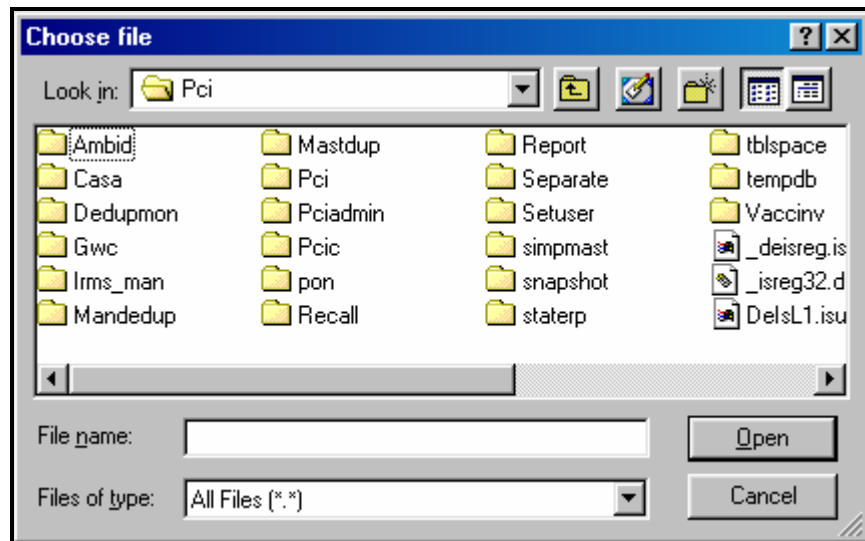 Choose file
Look in: Pci
Ambid Mastdup Report tblspace
Casa Pci Separate tempdb
Dedupmon Pciadmin Setuser Vaccinv
Gwc Pcic simpmast _deisreg.is
Irms_man pon snapshot _isreg32.d
Mandedup Recall staterp DelsL1.isu
File name: Open
Files of type: All Files (*.*) Cancel